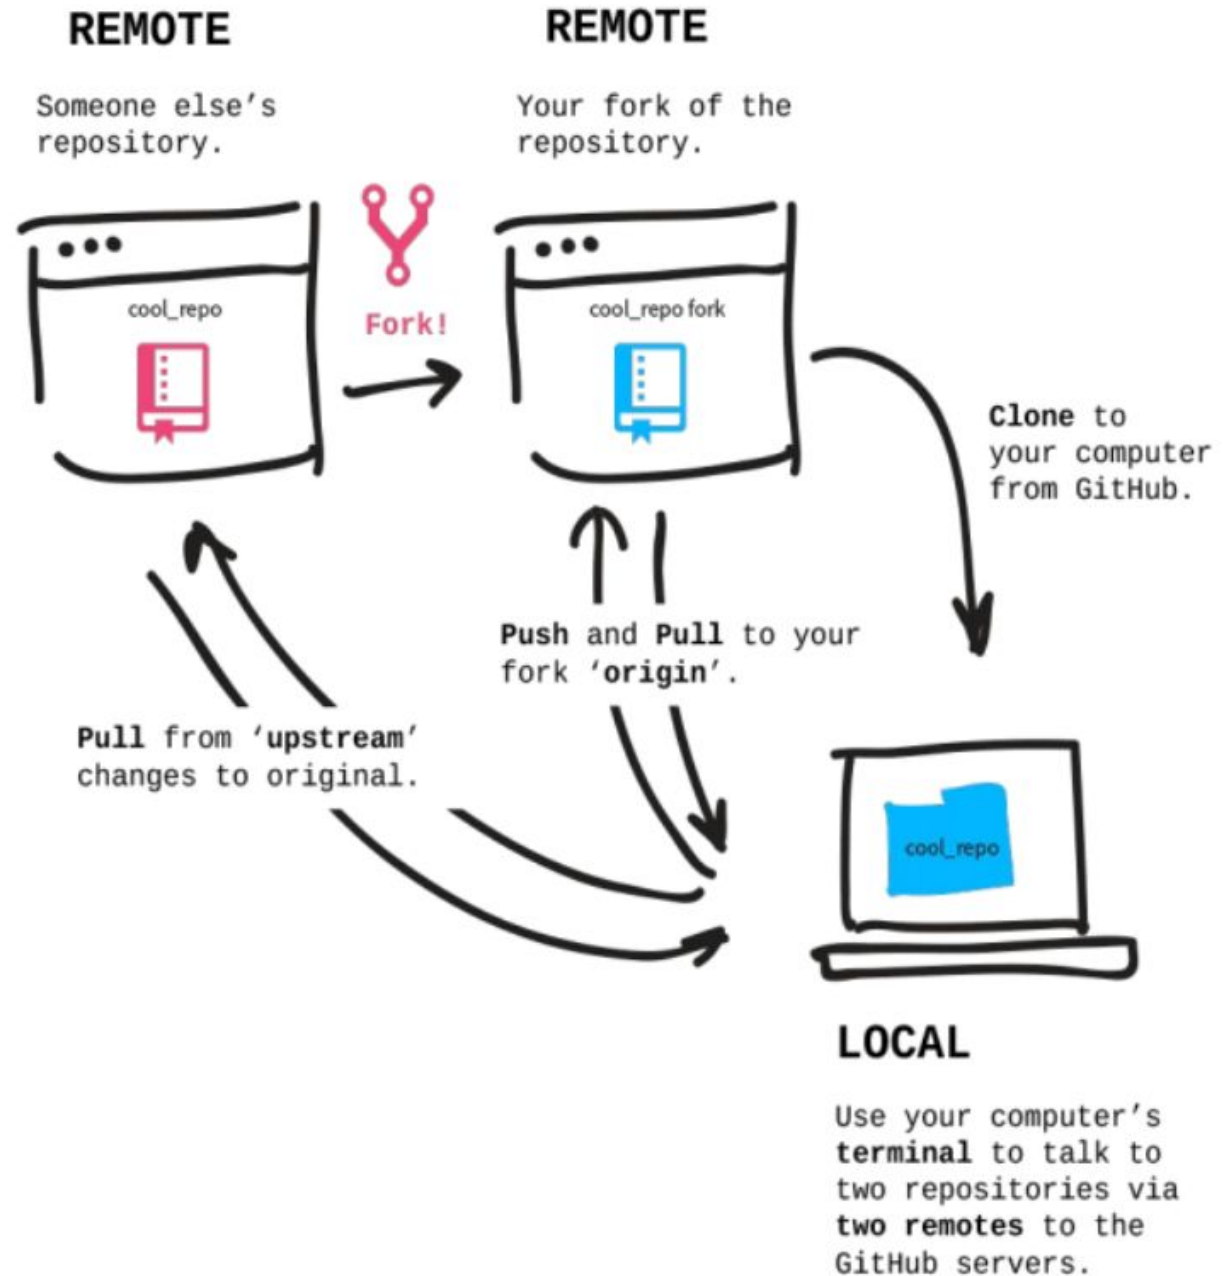 REMOTE
Someone else’s
repository.
REMOTE
Your fork of the
repository.
cool_repo
Fork!
cool_repo fork
Clone to
your computer
from GitHub.
Push and Pull to your
fork ‘origin’.
Pull from ‘upstream’
changes to original.
cool_repo
LOCAL
Use your computer’s
terminal to talk to
two repositories via
two remotes to the
GitHub servers.